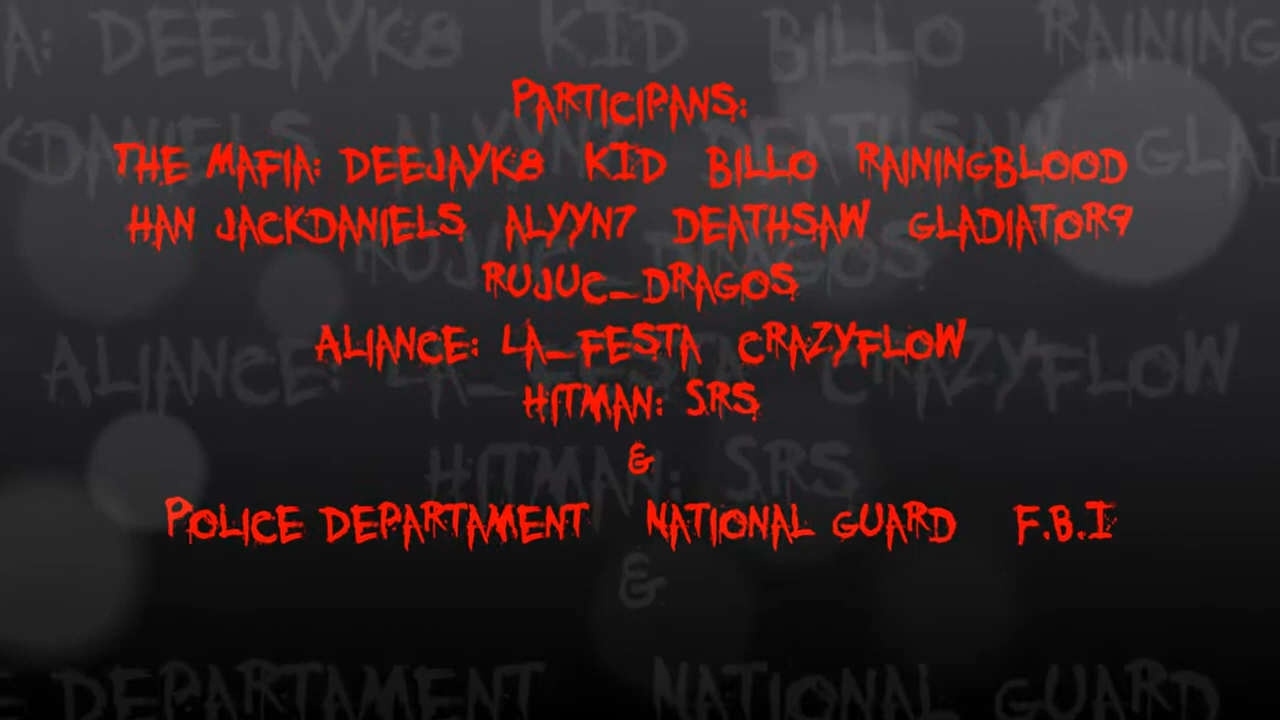 PARTICIPANS:
THE MAFIA: DEEJAYK8 KID BILLO RAININGBLOOD
HAN JACKDANIELS ALYYN7 DEATHSAW GLADIATOR9
RUJUC_DRAGOS
ALIANCE: LA_FESTA CRAZYFLOW
HITMAN: SRS
&
POLICE DEPARTAMENT NATIONAL GUARD F.B.I